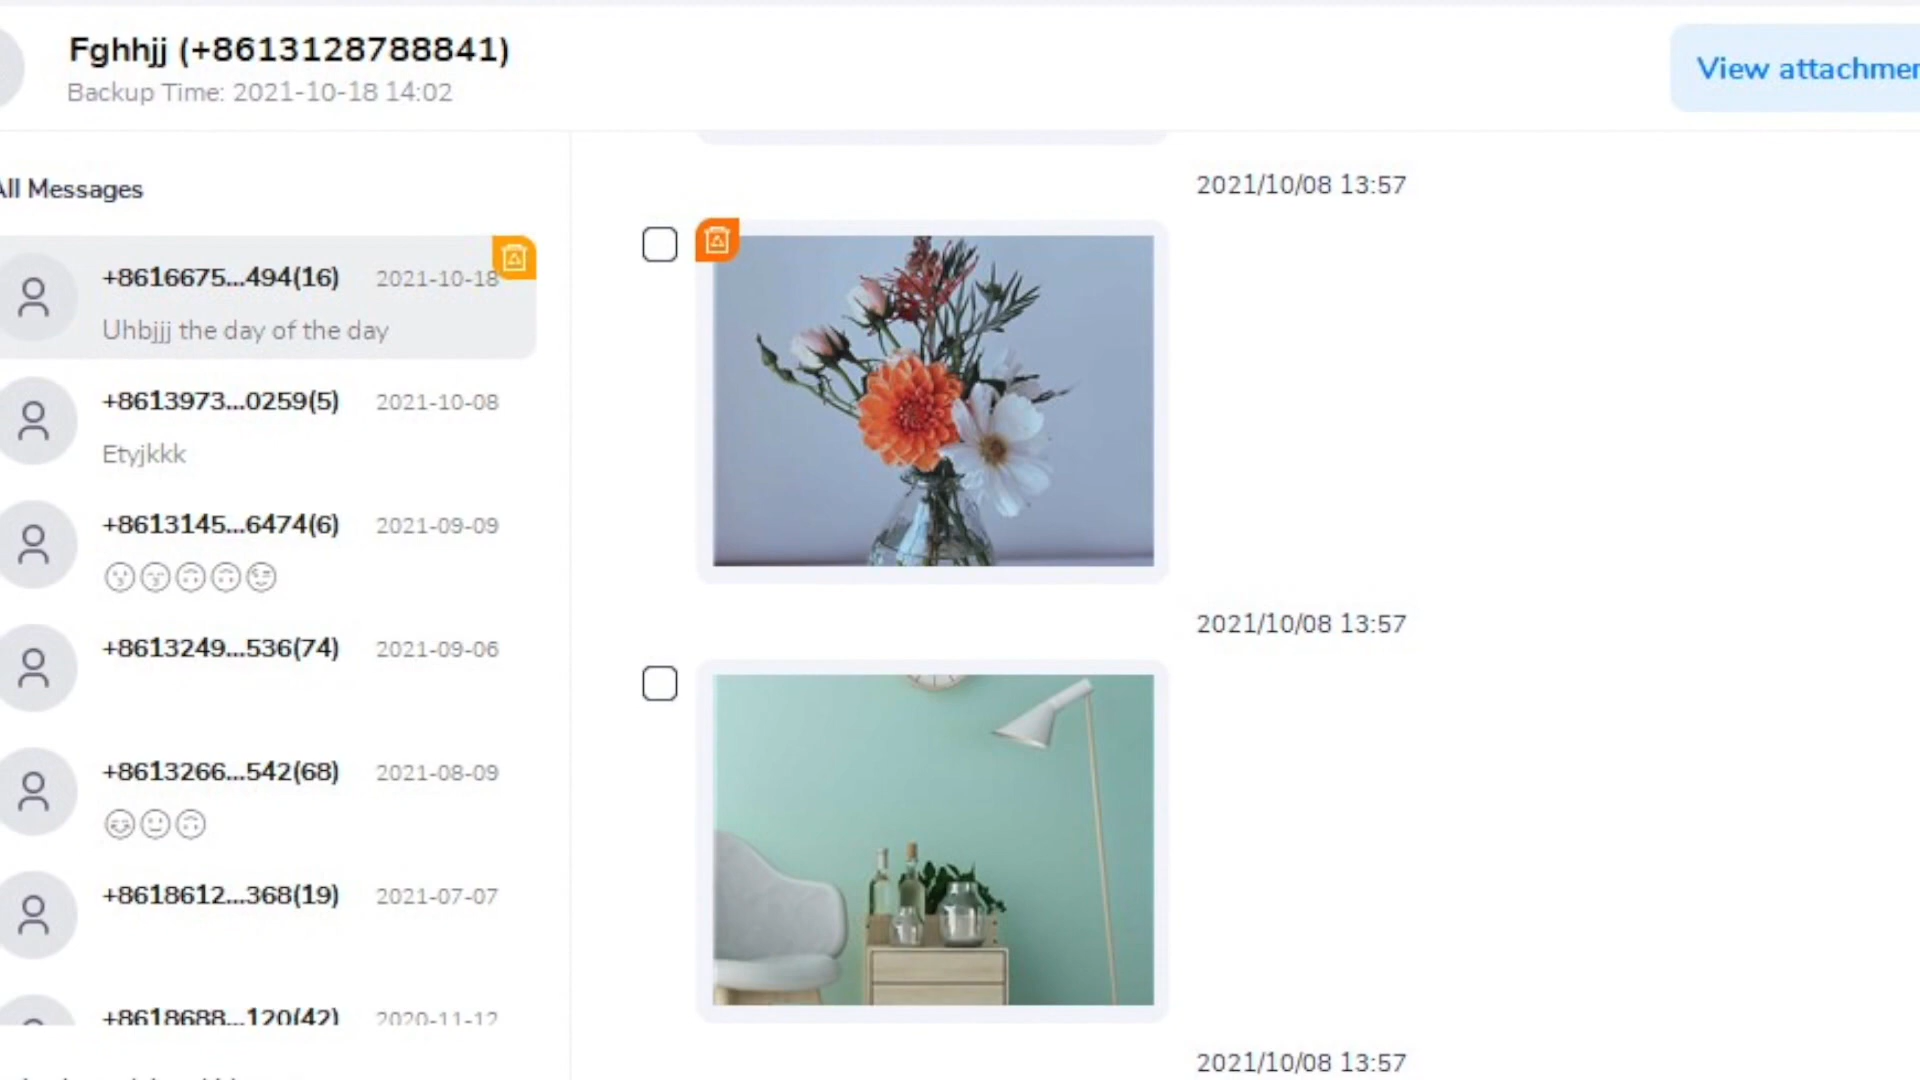 Fghhjj (+8613128788841)
Backup Time: 2021-10-18 14:02
View
All Messages
+8616675...494(16) 2021-10-18
Uhbjjj the day of the day
+8613973...0259(5) 2021-10-08
Etyjkkk
+8613145...6474(6) 2021-09-09
+8613249...536(74) 2021-09-06
+8613266...542(68) 2021-08-09
+8618612...368(19) 2021-07-07
+8618688...120(42) 2020-11-12
2021/10/08 13:57
2021/10/08 13:57
2021/10/08 13:57